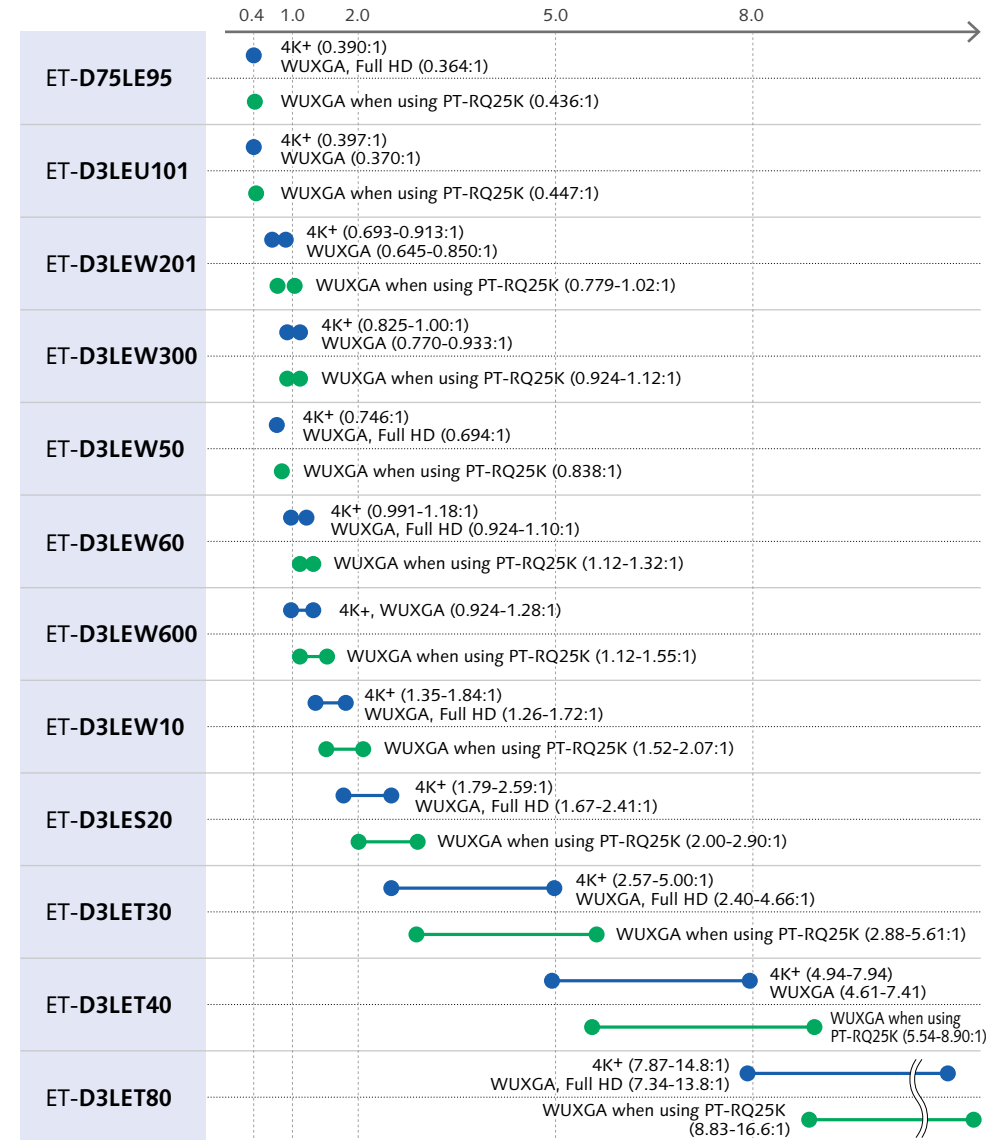 0.4 1.0 2.0 5.0 8.0
ET-D75LE95
4K+ (0.390:1)
WUXGA, Full HD (0.364:1)
WUXGA when using PT-RQ25K (0.436:1)
ET-D3LEU101
4K+ (0.397:1)
WUXGA (0.370:1)
WUXGA when using PT-RQ25K (0.447:1)
ET-D3LEW201
4K+ (0.693-0.913:1)
WUXGA (0.645-0.850:1)
WUXGA when using PT-RQ25K (0.779-1.02:1)
ET-D3LEW300
4K+ (0.825-1.00:1)
WUXGA (0.770-0.933:1)
WUXGA when using PT-RQ25K (0.924-1.12:1)
ET-D3LEW50
4K+ (0.746:1)
WUXGA, Full HD (0.694:1)
WUXGA when using PT-RQ25K (0.838:1)
ET-D3LEW60
4K+ (0.991-1.18:1)
WUXGA, Full HD (0.924-1.10:1)
WUXGA when using PT-RQ25K (1.12-1.32:1)
ET-D3LEW600
4K+, WUXGA (0.924-1.28:1)
WUXGA when using PT-RQ25K (1.12-1.55:1)
ET-D3LEW10
4K+ (1.35-1.84:1)
WUXGA, Full HD (1.26-1.72:1)
WUXGA when using PT-RQ25K (1.52-2.07:1)
ET-D3LES20
4K+ (1.79-2.59:1)
WUXGA, Full HD (1.67-2.41:1)
WUXGA when using PT-RQ25K (2.00-2.90:1)
ET-D3LET30
4K+ (2.57-5.00:1)
WUXGA, Full HD (2.40-4.66:1)
WUXGA when using PT-RQ25K (2.88-5.61:1)
ET-D3LET40
4K+ (4.94-7.94)
WUXGA (4.61-7.41)
WUXGA when using
PT-RQ25K (5.54-8.90:1)
ET-D3LET80
4K+ (7.87-14.8:1)
WUXGA, Full HD (7.34-13.8:1)
WUXGA when using PT-RQ25K
(8.83-16.6:1)